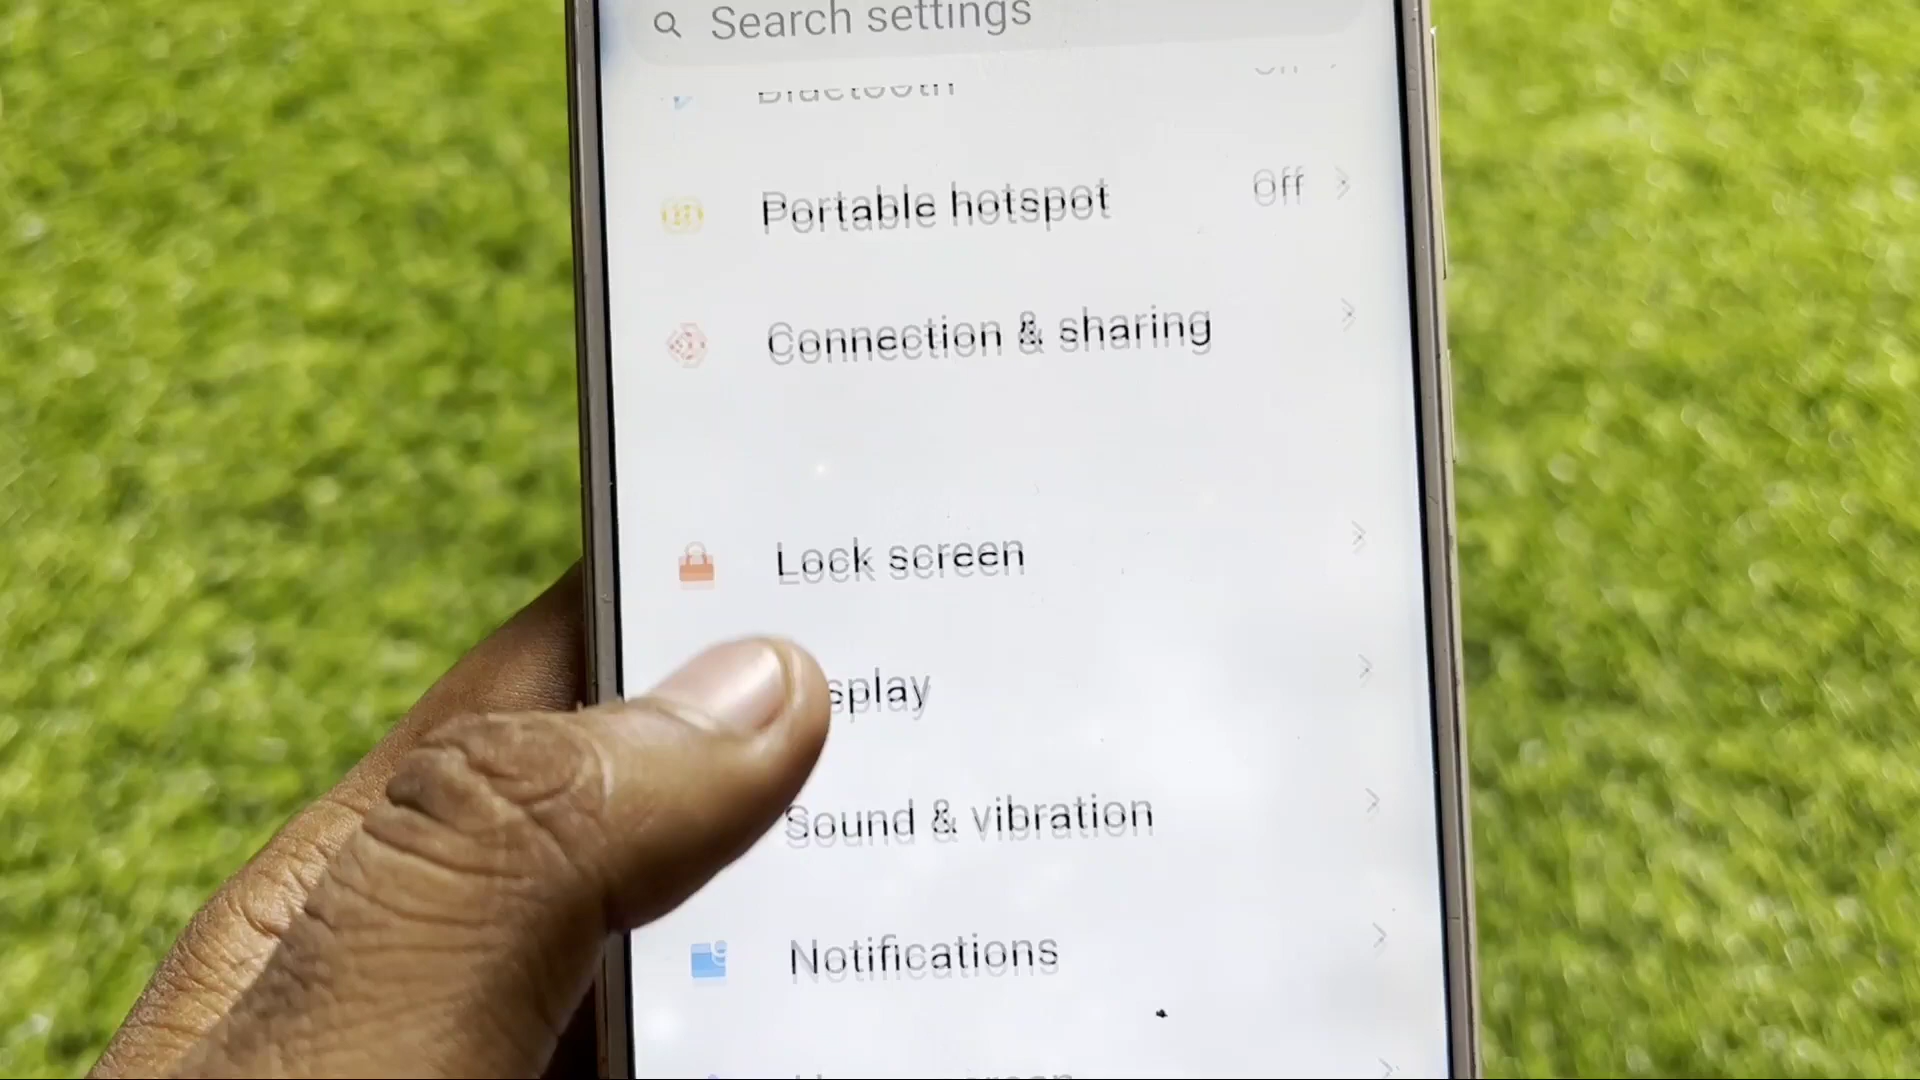 Search settings
Bluetooth
Portable hotspot Off
Connection & sharing
Lock screen
splay
Sound & vibration
Notifications